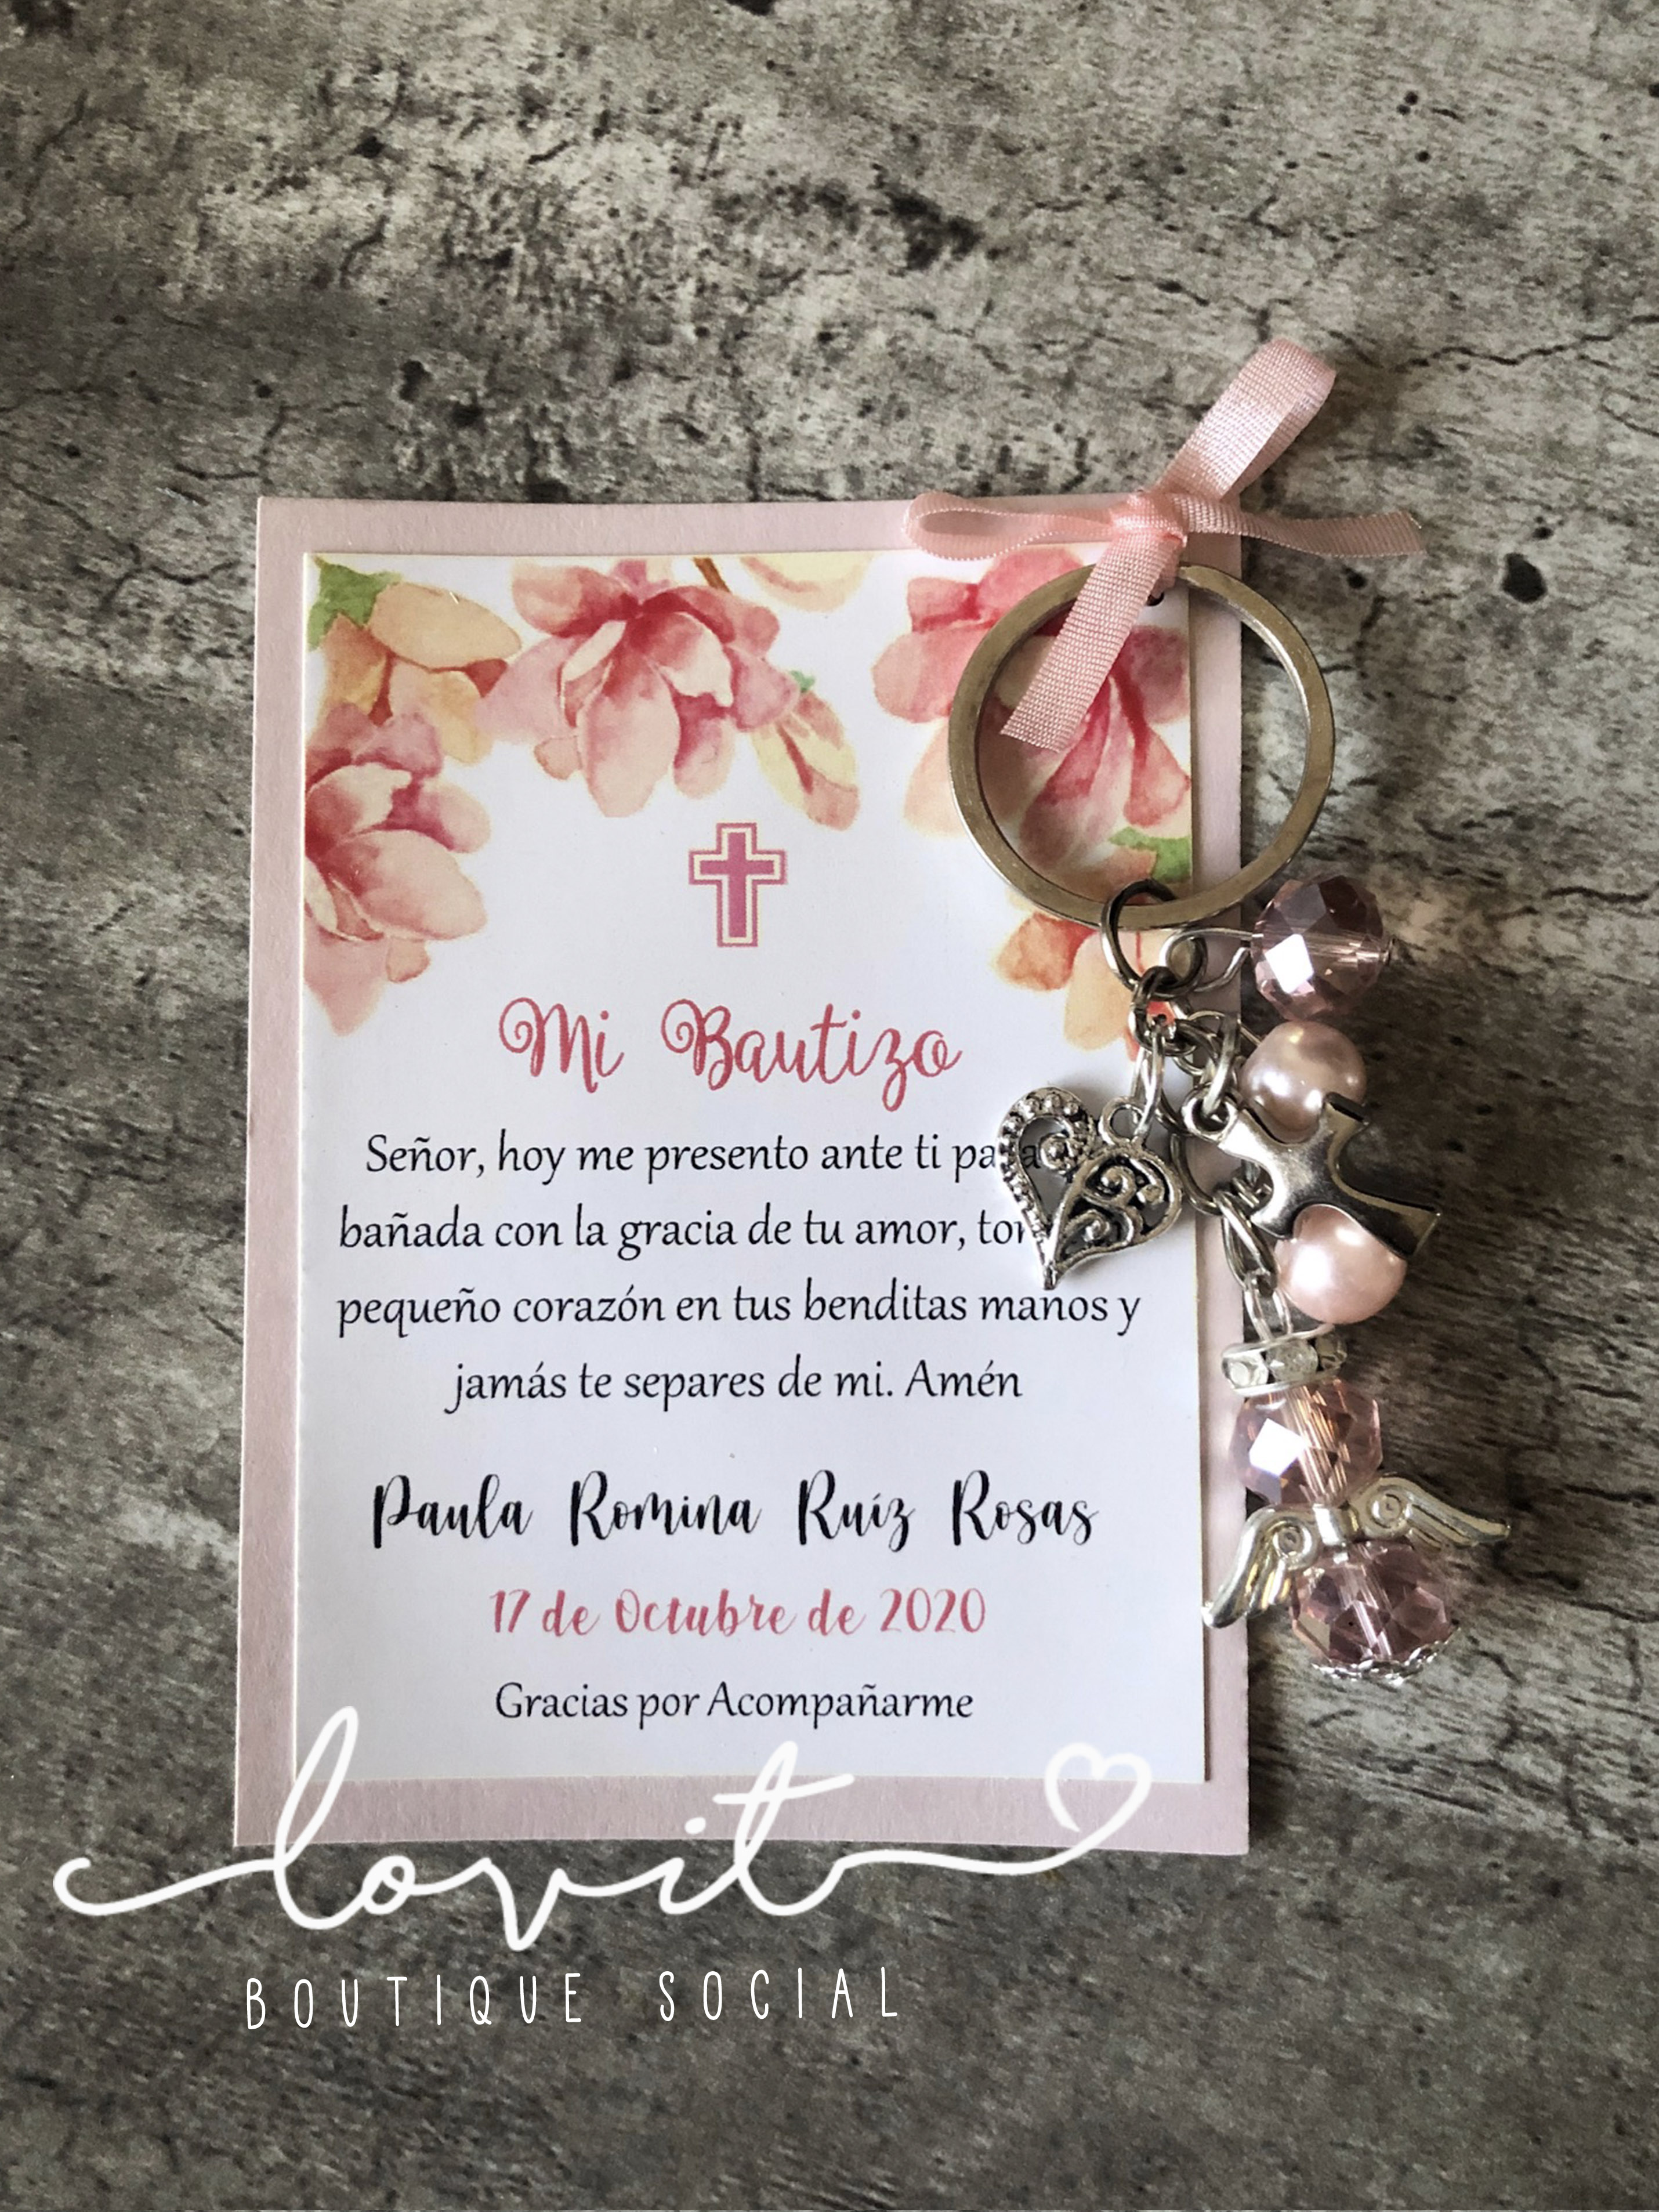 Mi Bautizo
Señor, hoy me presento ante ti para
bañada con la gracia de tu amor,
pequeño corazón en tus benditas manos y
jamás te separes de mi. Amén
Paula Romina Ruíz Rosas
17 de Octubre de 2020
Gracias por Acompañarme
lovit
BOUTIQUE SOCIAL